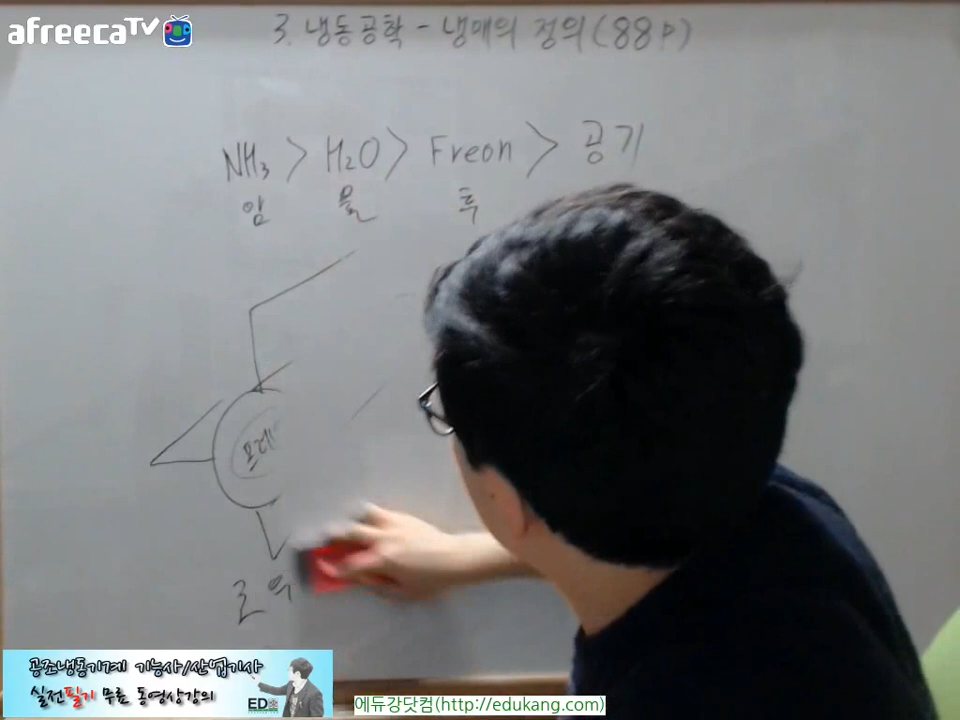 afreecaTV
3. 냉동공학 - 냉매의 정의 (88p)
NH3 > H2O > Freon > 공기
암 물 후
프레
공조냉동기계 기능사/산업기사
실전필기 무료 동영상강의
에듀강닷컴(http://edukang.com)